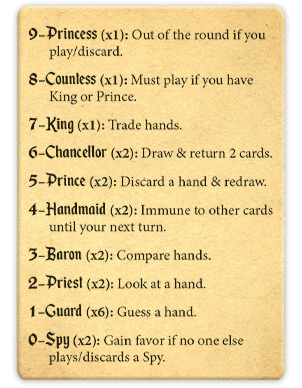 9–Princess (x1): Out of the round if you
play/discard.
8–Countess (x1): Must play if you have
King or Prince.
7–King (x1): Trade hands.
6–Chancellor (x2): Draw & return 2 cards.
5–Prince (x2): Discard a hand & redraw.
4–Handmaid (x2): Immune to other cards
until your next turn.
3–Baron (x2): Compare hands.
2–Priest (x2): Look at a hand.
1–Guard (x6): Guess a hand.
0–Spy (x2): Gain favor if no one else
plays/discards a Spy.